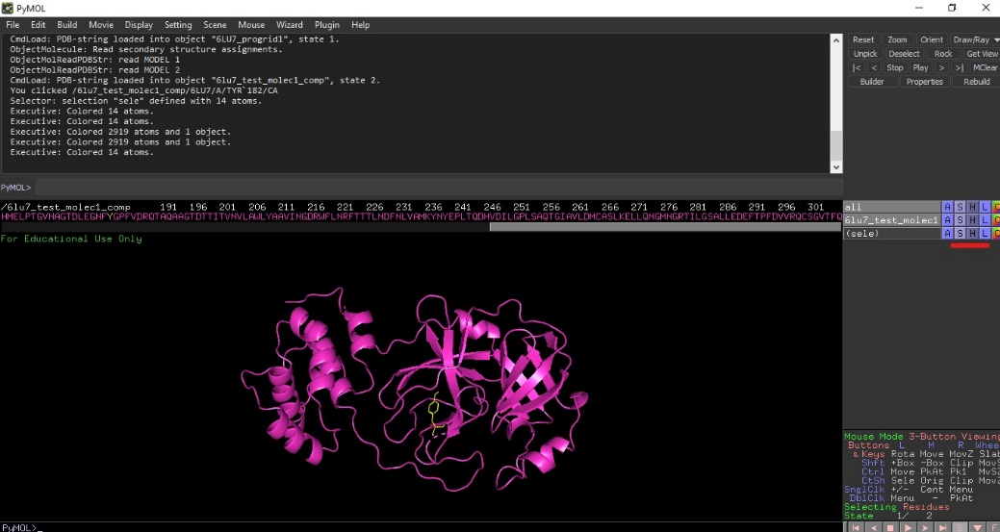 PyMOL
File Edit Build Movie Display Setting Scene Mouse Wizard Plugin Help
CmdLoad: PDB-string loaded into object "6LU7_progrid1", state 1.
ObjectMolecule: Read secondary structure assignments.
ObjectMolReadPDBStr: read MODEL 1
ObjectMolReadPDBStr: read MODEL 2
CmdLoad: PDB-string loaded into object "6lu7_test_molec1_comp", state 2.
You clicked /6lu7_test_molec1_comp/6LU7/A/TYR`182/CA
Selector: selection "sele" defined with 14 atoms.
Executive: Colored 14 atoms.
Executive: Colored 14 atoms.
Executive: Colored 2919 atoms and 1 object.
Executive: Colored 2919 atoms and 1 object.
Executive: Colored 14 atoms.
Reset Zoom Orient Draw/Ray
Unpick Deselect Rock Get View
|< < Stop Play > >| MClear
Builder Properties Rebuild
PyMOL>
/6lu7_test_molec1_comp 191 196 201 206 211 216 221 226 231 236 241 246 251 256 261 266 271 276 281 286 291 296 301
HMELPTGVHAGTDLEGNFYGPFVDRQTAQAAGTDTTITVNVLAWLYAAVINGDRWFLNRFTTTLNDFNLVAMKYNYEPLTQDHVDILGPLSAQTGIAVLDMCASLKELLQNGMNGRTILGSALLEDEFTPFDVVRQCSGVTFQ
For Educational Use Only
all A S H L C
6lu7_test_molec1 A S H L C
(sele) A S H L C
Mouse Mode 3-Button Viewing
Buttons L M R Whee
& Keys Rota Move MovZ Slab
Shft +Box -Box Clip MovS
Ctrl Move PkAt Pk1 MvSZ
CtSh Sele Orig Clip MovZ
SnglClk +/- Cent Menu
DblClk Menu - PkAt
Selecting Residues
State 1/ 2
S F
PyMOL>_